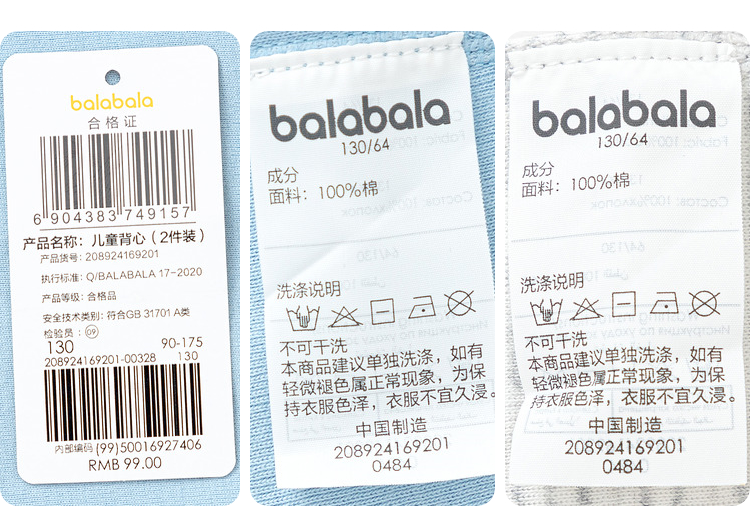 balabala
合格证
6 904383 749157
产品名称：儿童背心（2件装）
产品货号：208924169201
执行标准：Q/BALABALA 17-2020
产品等级：合格品
安全技术类别：符合GB 31701 A类
检验员：09
130 90-175
208924169201-00328 130
内部编码 (99)50016927406
RMB 99.00
balabala
130/64
成分
面料：100%棉
洗涤说明
不可干洗
本商品建议单独洗涤，如有
轻微褪色属正常现象，为保
持衣服色泽，衣服不宜久浸。
中国制造
208924169201
0484
balabala
130/64
成分
面料：100%棉
洗涤说明
不可干洗
本商品建议单独洗涤，如有
轻微褪色属正常现象，为保
持衣服色泽，衣服不宜久浸。
中国制造
208924169201
0484